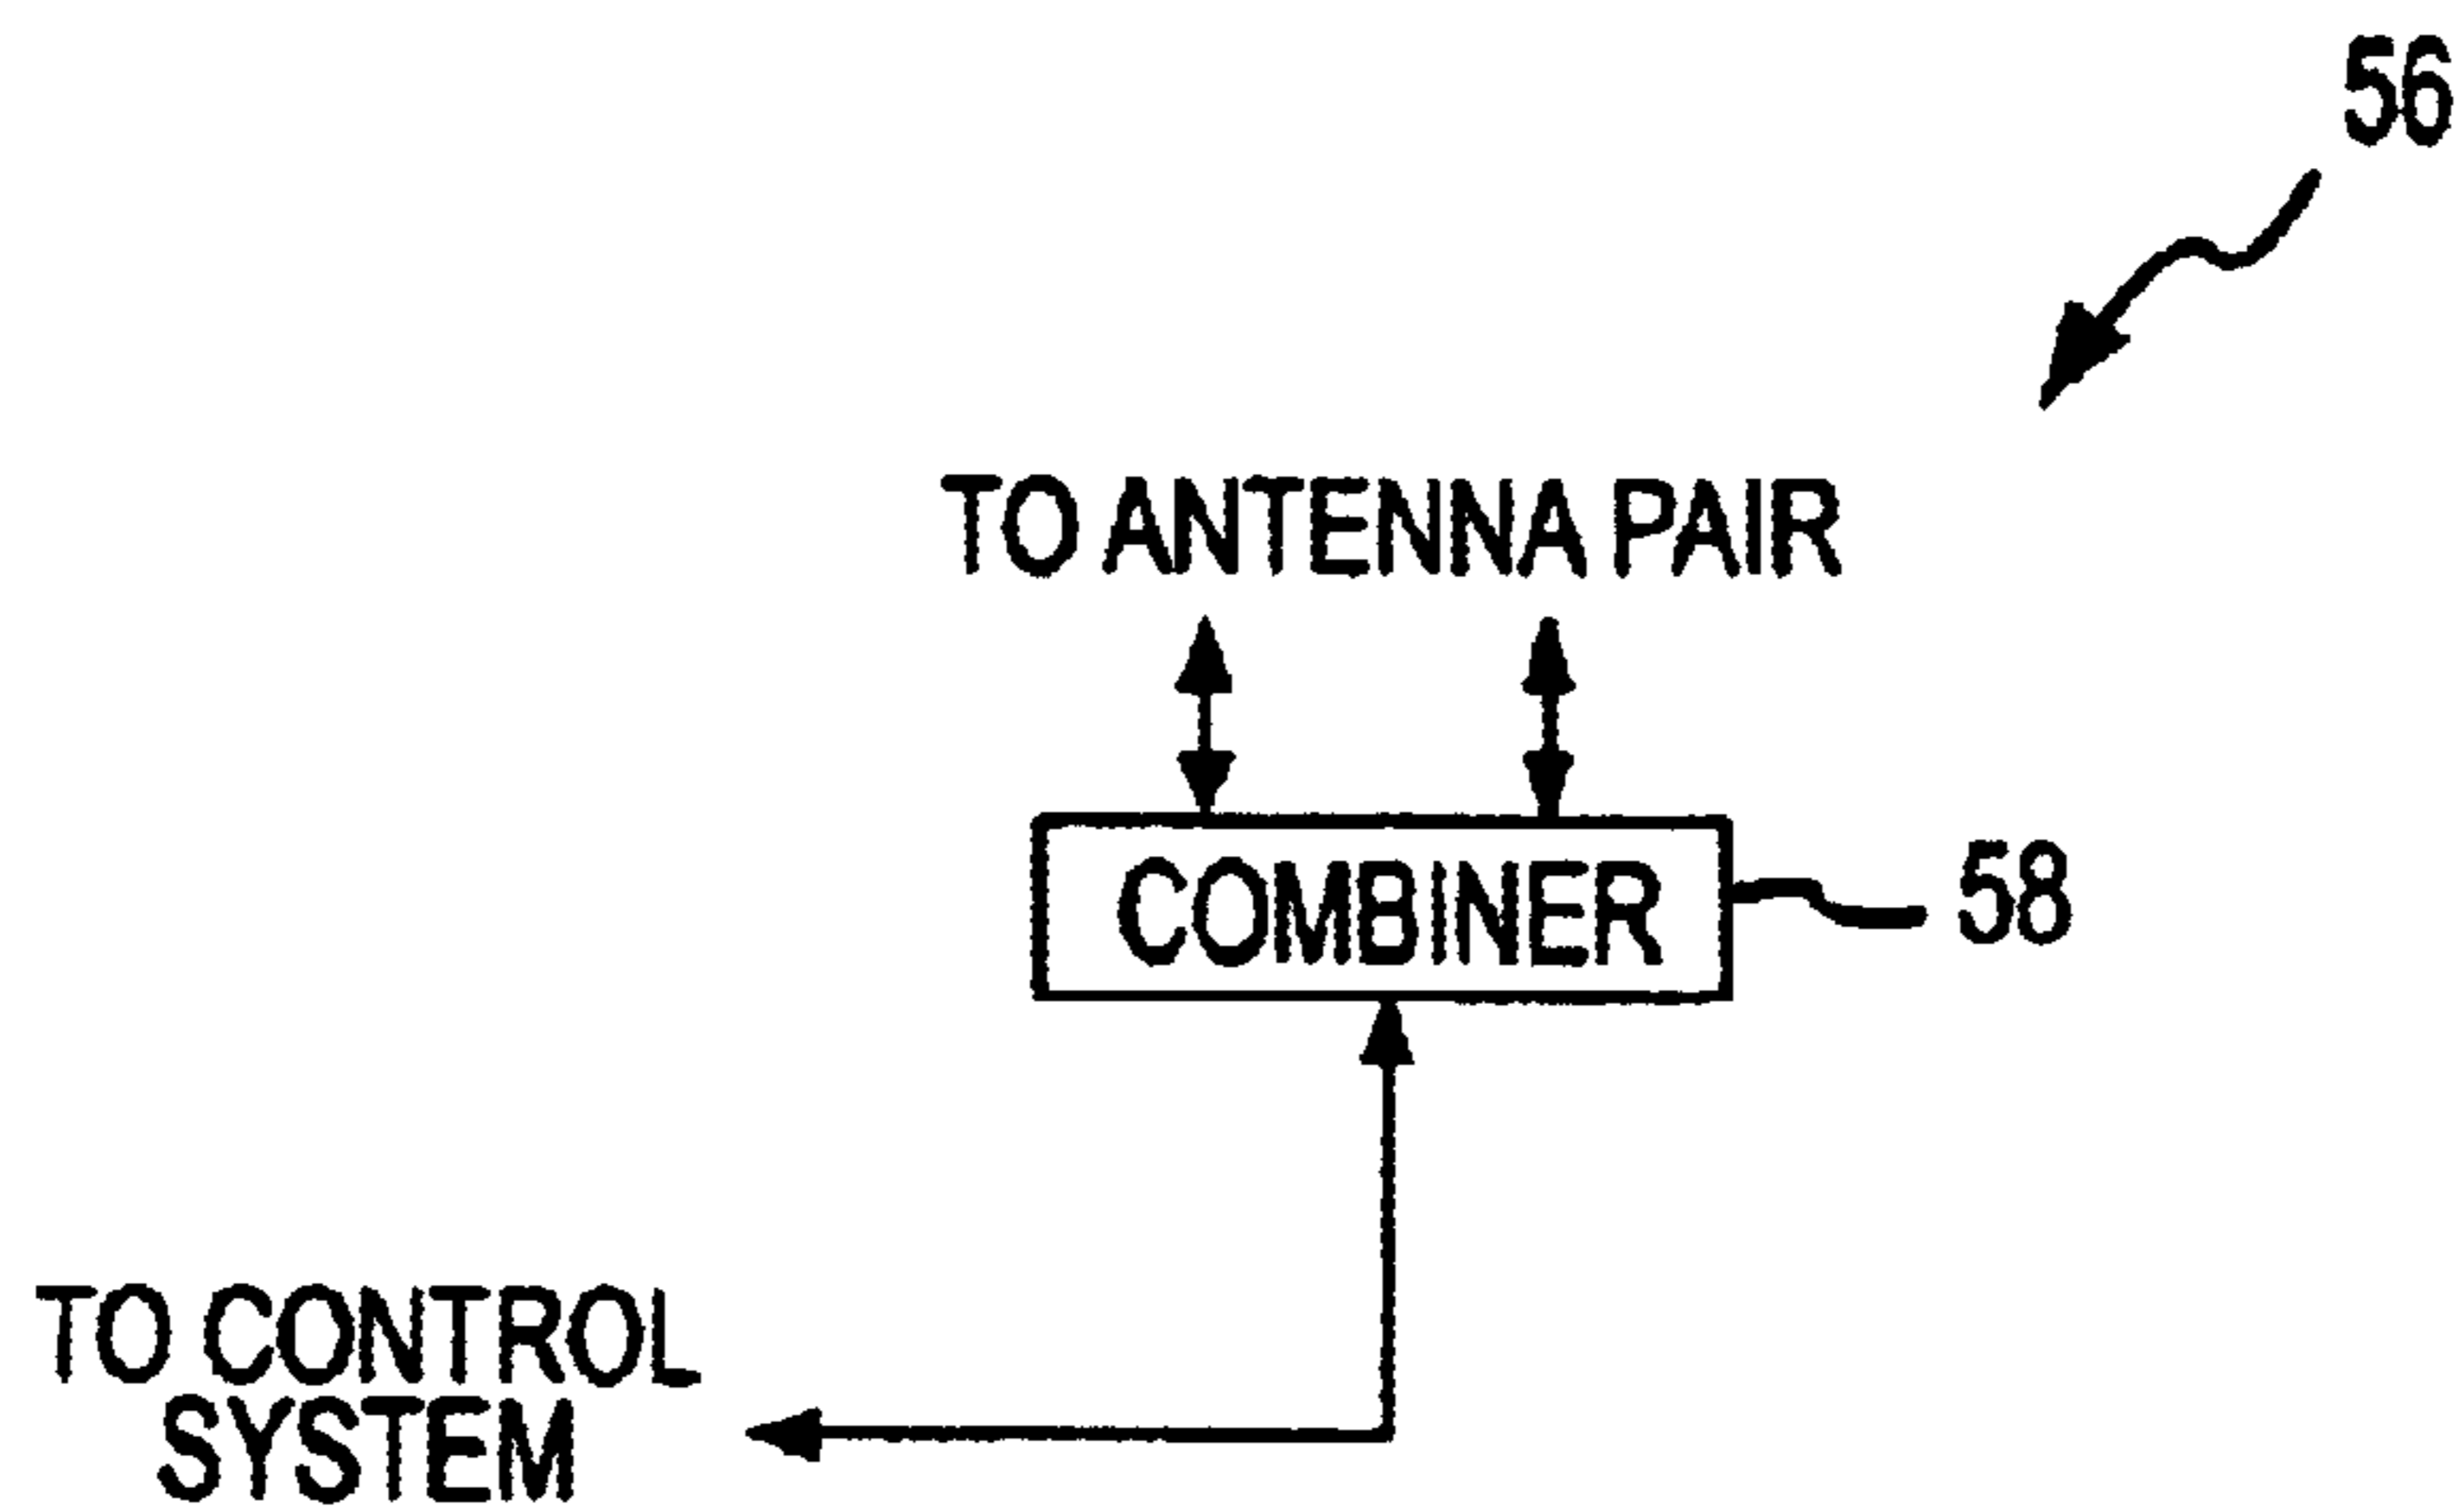 56
TO ANTENNA PAIR
COMBINER
58
TO CONTROL
SYSTEM